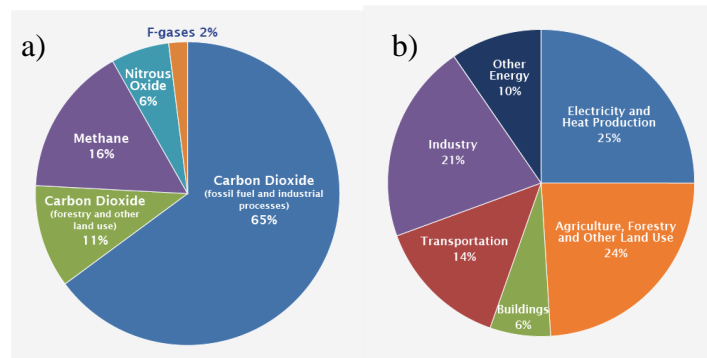 a)
F-gases 2%
Nitrous
Oxide
6%
Methane
16%
Carbon Dioxide
(forestry and other
land use)
11%
Carbon Dioxide
(fossil fuel and industrial
processes)
65%
b)
Other
Energy
10%
Electricity and
Heat Production
25%
Industry
21%
Agriculture, Forestry
and Other Land Use
24%
Transportation
14%
Buildings
6%